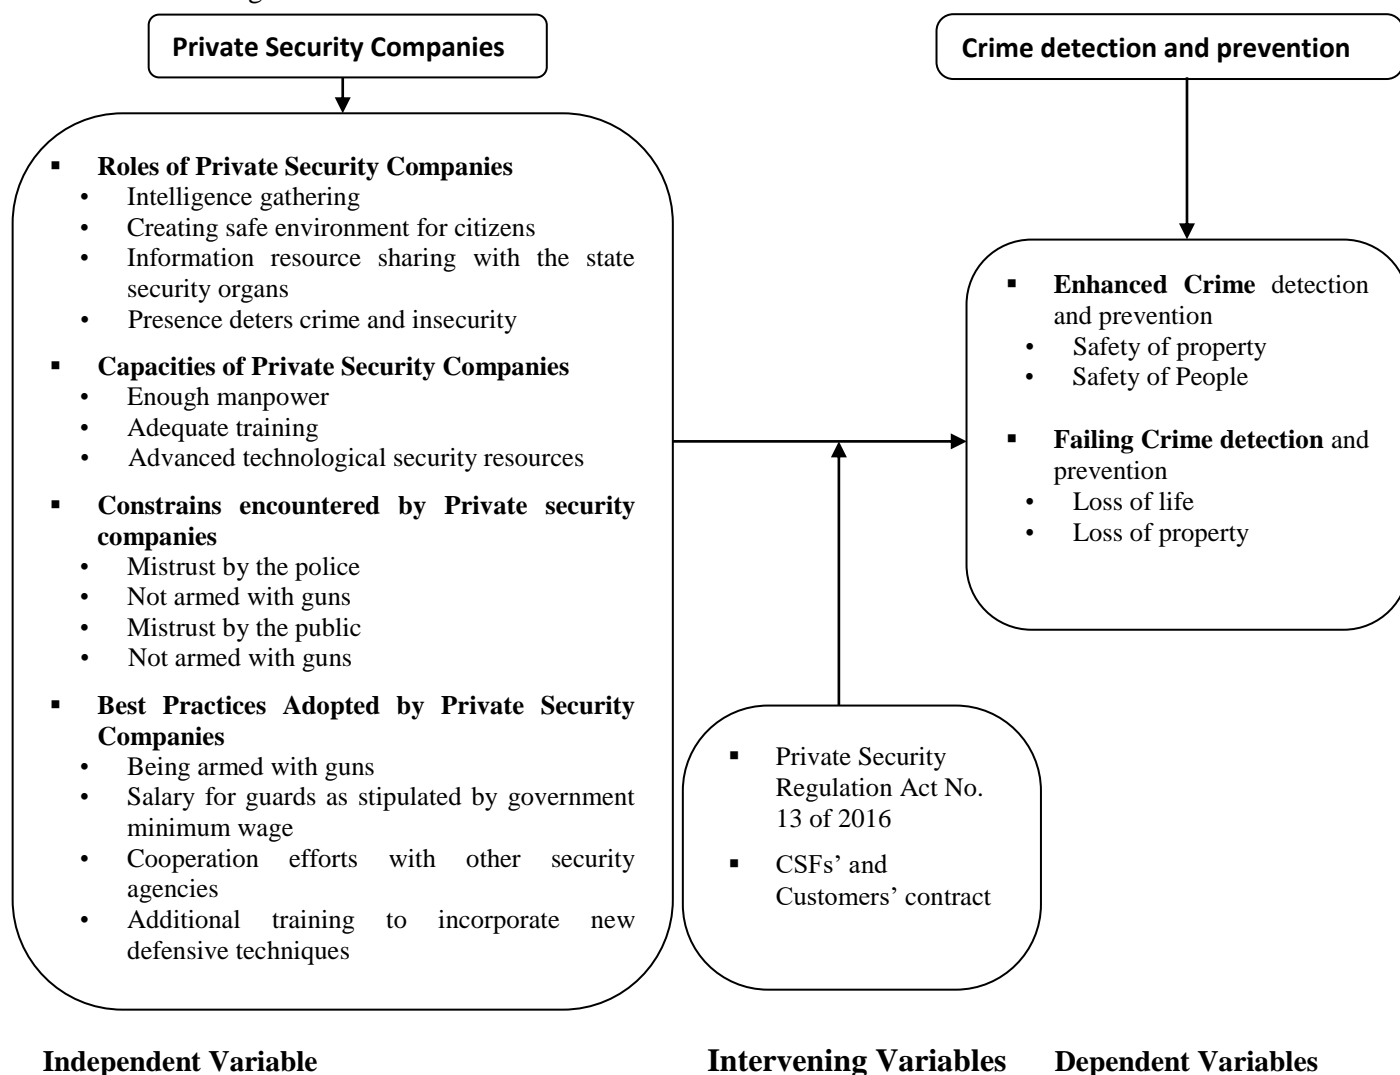 Private Security Companies
Crime detection and prevention
▪ Roles of Private Security Companies
• Intelligence gathering
• Creating safe environment for citizens
• Information resource sharing with the state
security organs
• Presence deters crime and insecurity
▪ Capacities of Private Security Companies
• Enough manpower
• Adequate training
• Advanced technological security resources
▪ Constrains encountered by Private security
companies
• Mistrust by the police
• Not armed with guns
• Mistrust by the public
• Not armed with guns
▪ Best Practices Adopted by Private Security
Companies
• Being armed with guns
• Salary for guards as stipulated by government
minimum wage
• Cooperation efforts with other security
agencies
• Additional training to incorporate new
defensive techniques
▪ Private Security
Regulation Act No.
13 of 2016
▪ CSFs’ and
Customers’ contract
▪ Enhanced Crime detection
and prevention
• Safety of property
• Safety of People
▪ Failing Crime detection and
prevention
• Loss of life
• Loss of property
Independent Variable
Intervening Variables
Dependent Variables